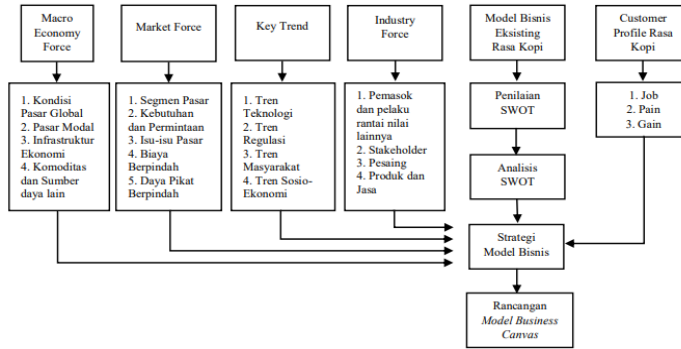 Macro
Economy
Force
Market Force
Key Trend
Industry
Force
Model Bisnis
Eksisting
Rasa Kopi
Customer
Profile Rasa
Kopi
1. Kondisi
Pasar Global
2. Pasar Modal
3. Infrastruktur
Ekonomi
4. Komoditas
dan Sumber
daya lain
1. Segmen Pasar
2. Kebutuhan
dan Permintaan
3. Isu-isu Pasar
4. Biaya
Berpindah
5. Daya Pikat
Berpindah
1. Tren
Teknologi
2. Tren
Regulasi
3. Tren
Masyarakat
4. Tren Sosio-
Ekonomi
1. Pemasok
dan pelaku
rantai nilai
lainnya
2. Stakeholder
3. Pesaing
4. Produk dan
Jasa
Penilaian
SWOT
1. Job
2. Pain
3. Gain
Analisis
SWOT
Strategi
Model Bisnis
Rancangan
Model Business
Canvas